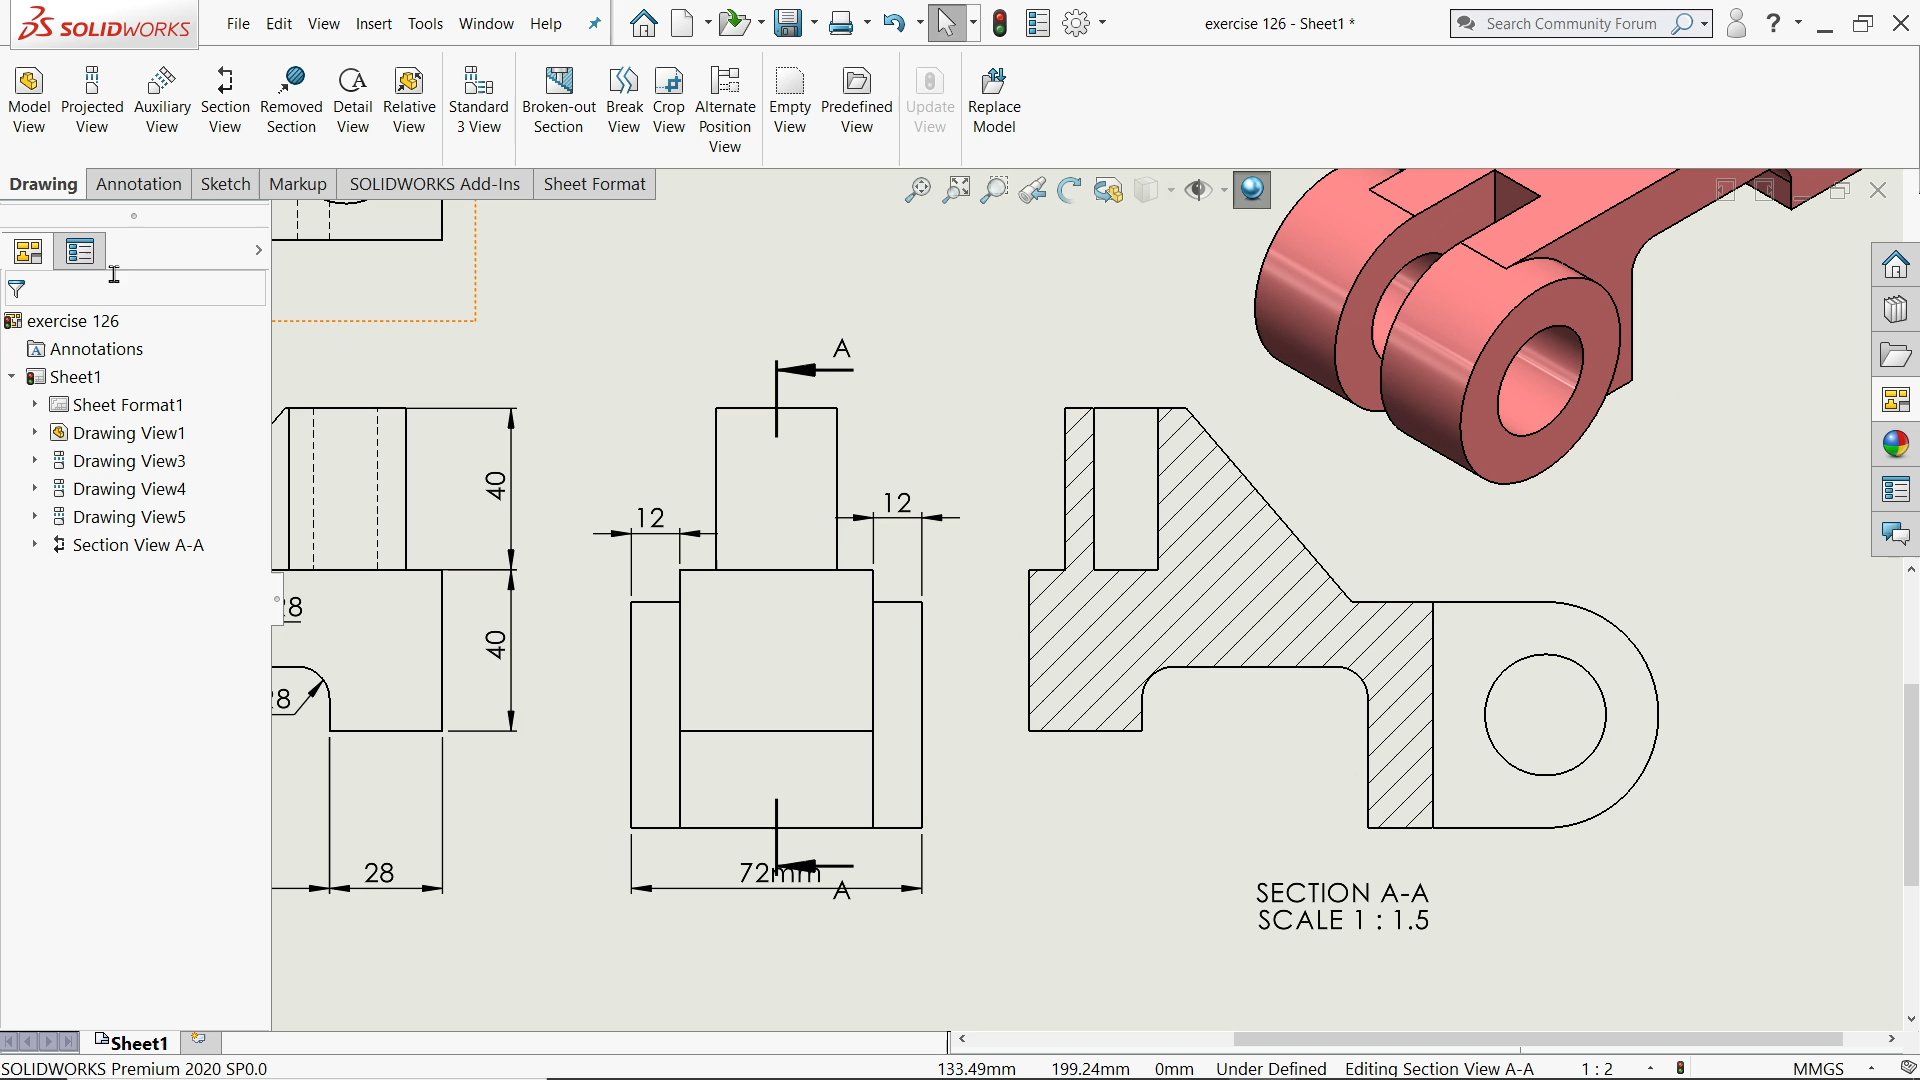 SOLIDWORKS
File Edit View Insert Tools Window Help
exercise 126 - Sheet1 *
Search Community Forum
?
Model View
Projected View
Auxiliary View
Section View
Removed Section
Detail View
Relative View
Standard 3 View
Broken-out Section
Break View
Crop View
Alternate Position View
Empty View
Predefined View
Update View
Replace Model
Drawing Annotation Sketch Markup SOLIDWORKS Add-Ins Sheet Format
exercise 126
Annotations
Sheet1
Sheet Format1
Drawing View1
Drawing View3
Drawing View4
Drawing View5
Section View A-A
A
40
12
12
40
28
72mm
A
SECTION A-A
SCALE 1 : 1.5
Sheet1
SOLIDWORKS Premium 2020 SP0.0
133.49mm 199.24mm 0mm Under Defined Editing Section View A-A 1 : 2 MMGS